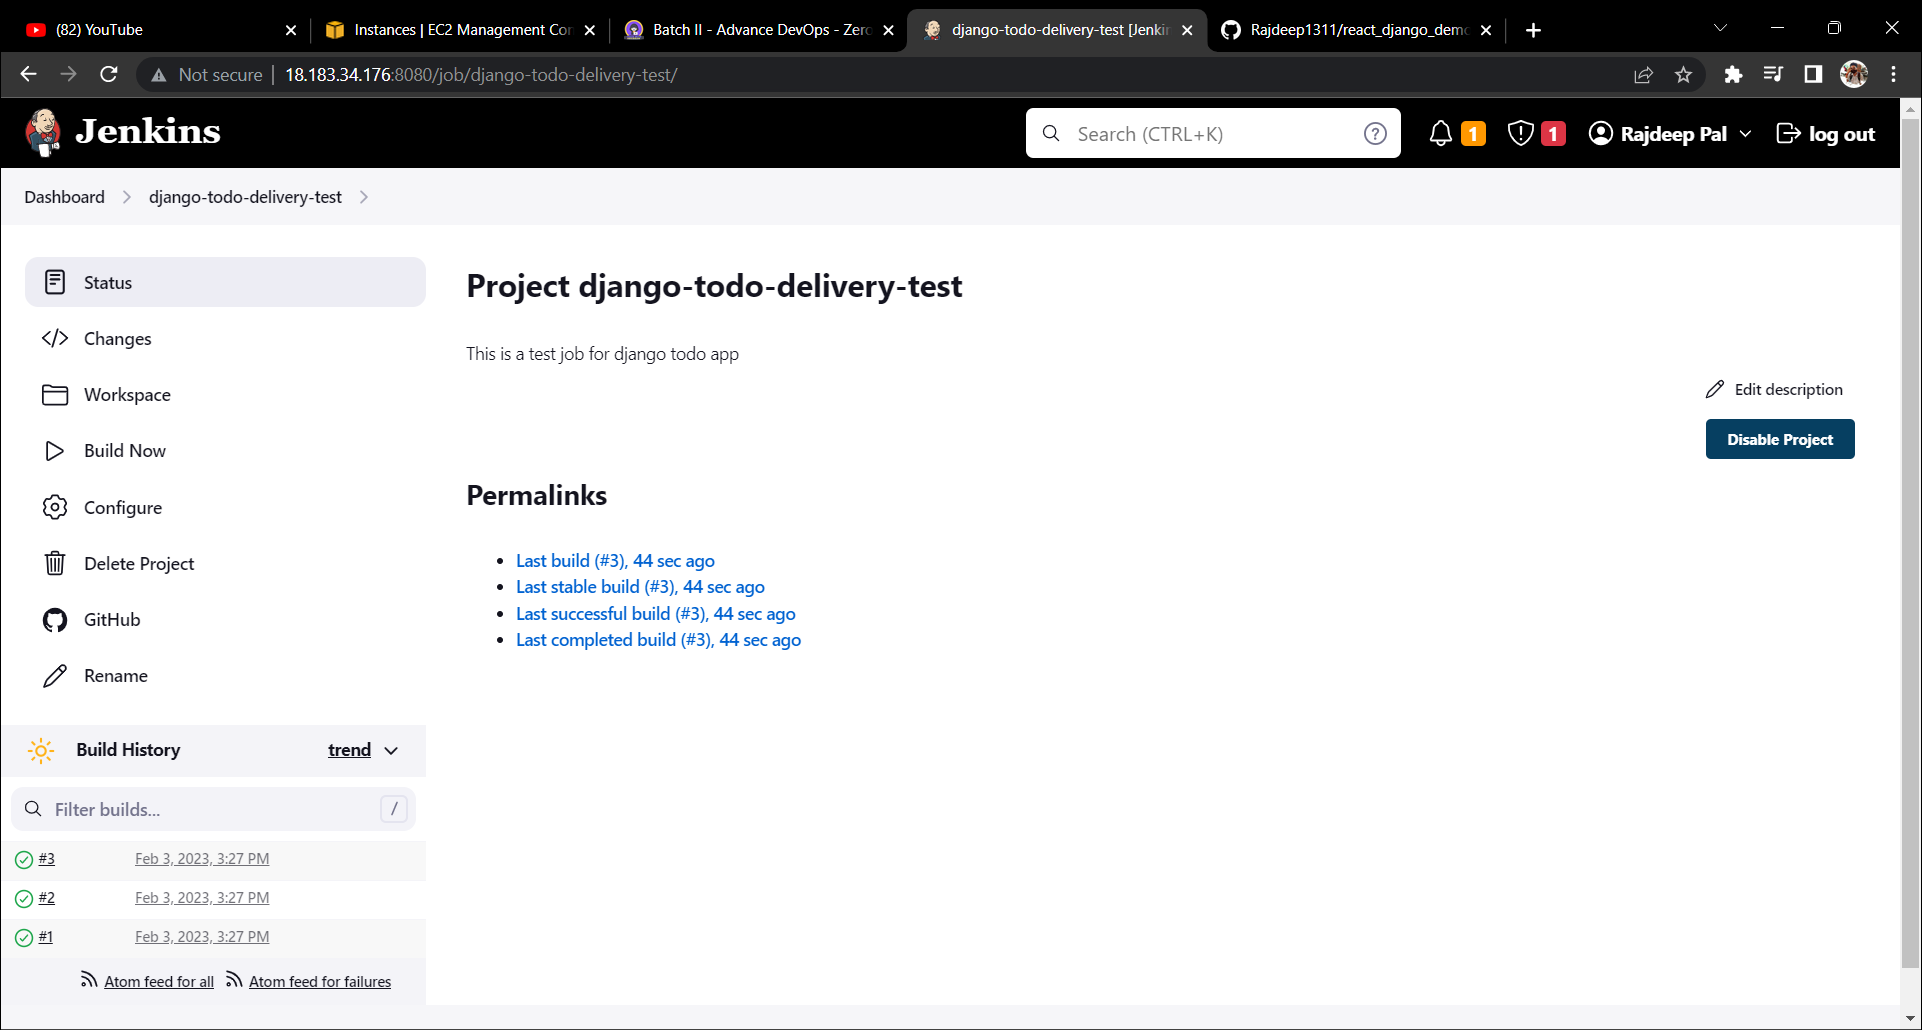 (82) YouTube
Instances | EC2 Management Con
Batch II - Advance DevOps - Zero
django-todo-delivery-test [Jenkin
Rajdeep1311/react_django_demo
Not secure | 18.183.34.176:8080/job/django-todo-delivery-test/
Jenkins
Search (CTRL+K)
?
1
1
Rajdeep Pal
log out
Dashboard
django-todo-delivery-test
Status
Changes
Workspace
Build Now
Configure
Delete Project
GitHub
Rename
Project django-todo-delivery-test
This is a test job for django todo app
Edit description
Disable Project
Permalinks
Last build (#3), 44 sec ago
Last stable build (#3), 44 sec ago
Last successful build (#3), 44 sec ago
Last completed build (#3), 44 sec ago
Build History
trend
Filter builds...
/
#3 Feb 3, 2023, 3:27 PM
#2 Feb 3, 2023, 3:27 PM
#1 Feb 3, 2023, 3:27 PM
Atom feed for all
Atom feed for failures